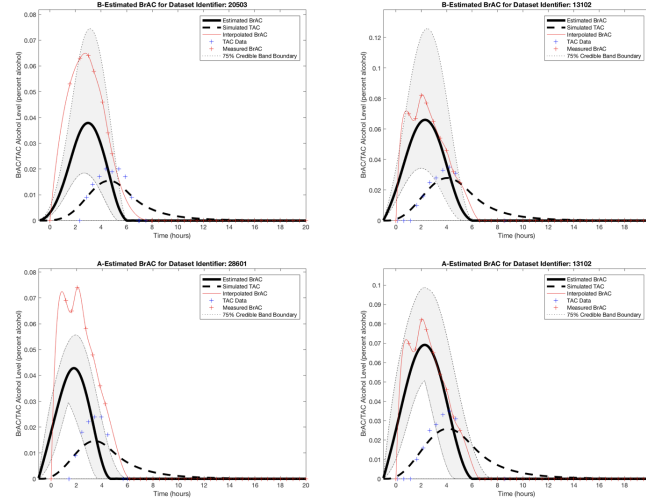 B-Estimated BrAC for Dataset Identifier: 20503
0.08
0.07
0.06
0.05
0.04
0.03
0.02
0.01
0
BrAC/TAC Alcohol Level (percent alcohol)
0 2 4 6 8 10 12 14 16 18 20
Time (hours)
Estimated BrAC
Simulated TAC
Interpolated BrAC
TAC Data
Measured BrAC
75% Credible Band Boundary
B-Estimated BrAC for Dataset Identifier: 13102
0.12
0.1
0.08
0.06
0.04
0.02
0
BrAC/TAC Alcohol Level (percent alcohol)
0 2 4 6 8 10 12 14 16 18
Time (hours)
Estimated BrAC
Simulated TAC
Interpolated BrAC
TAC Data
Measured BrAC
75% Credible Band Boundary
A-Estimated BrAC for Dataset Identifier: 28601
0.08
0.07
0.06
0.05
0.04
0.03
0.02
0.01
0
BrAC/TAC Alcohol Level (percent alcohol)
0 2 4 6 8 10 12 14 16 18 20
Time (hours)
Estimated BrAC
Simulated TAC
Interpolated BrAC
TAC Data
Measured BrAC
75% Credible Band Boundary
A-Estimated BrAC for Dataset Identifier: 13102
0.1
0.09
0.08
0.07
0.06
0.05
0.04
0.03
0.02
0.01
0
BrAC/TAC Alcohol Level (percent alcohol)
0 2 4 6 8 10 12 14 16 18
Time (hours)
Estimated BrAC
Simulated TAC
Interpolated BrAC
TAC Data
Measured BrAC
75% Credible Band Boundary